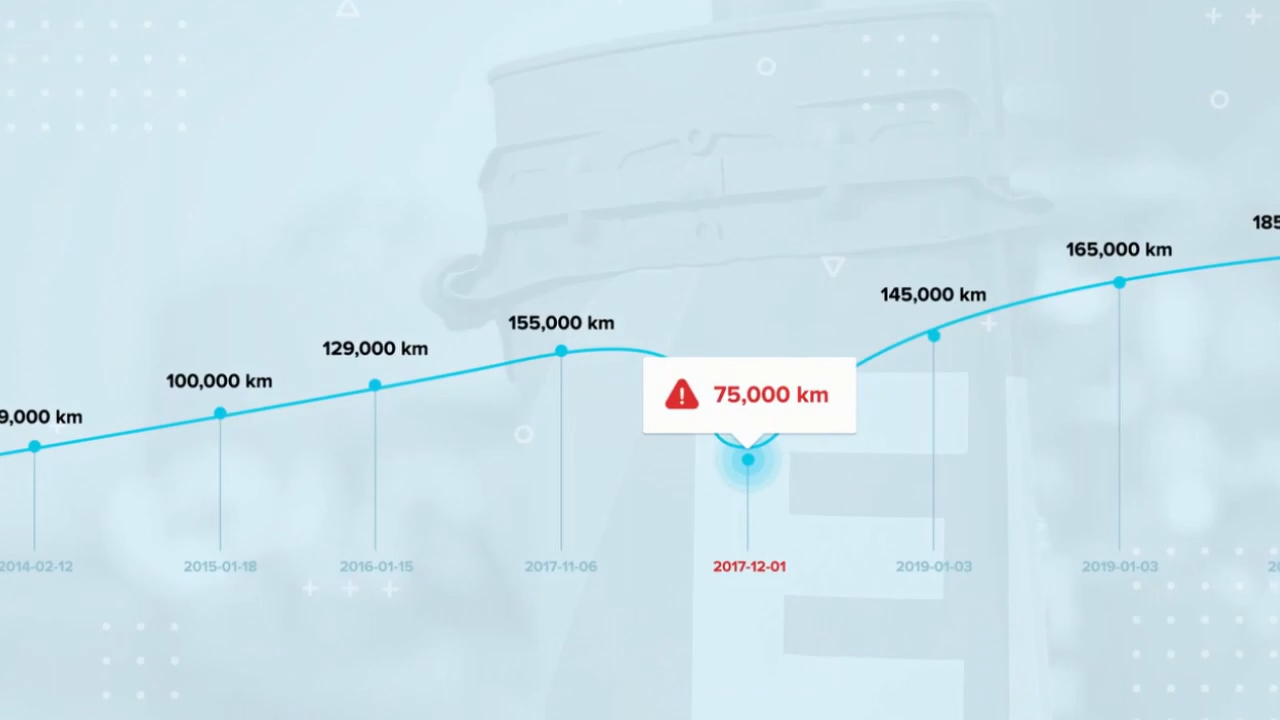 185
165,000 km
145,000 km
155,000 km
129,000 km
100,000 km
75,000 km
9,000 km
2014-02-12
2015-01-18
2016-01-15
2017-11-06
2017-12-01
2019-01-03
2019-01-03
20